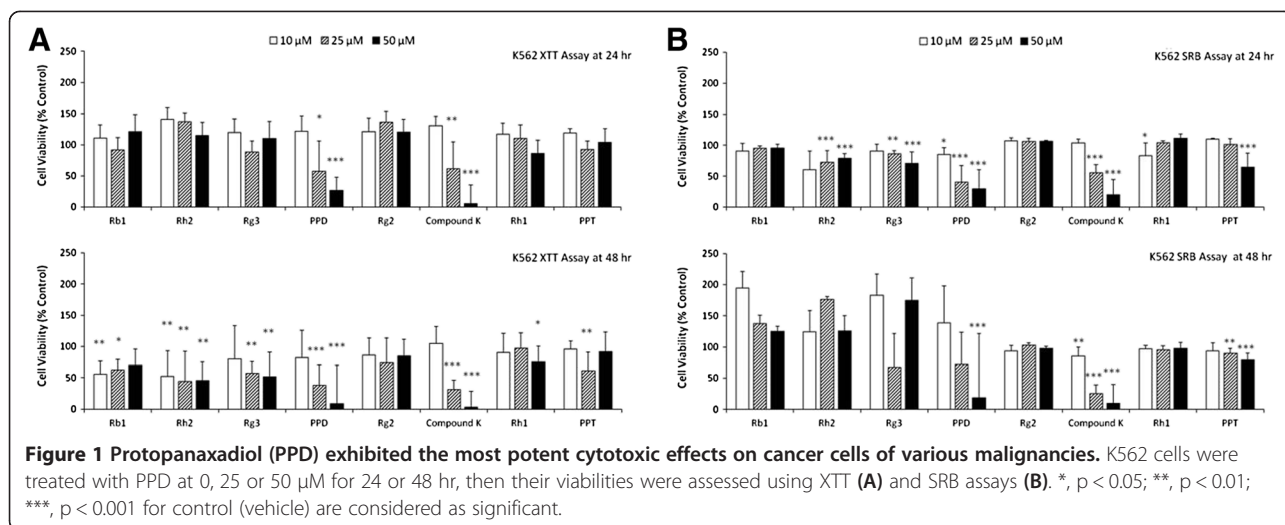 A
10 μM 25 μM 50 μM
K562 XTT Assay at 24 hr
Cell Viability (% Control)
250
200
150
100
50
0
* *** ** ***
Rb1 Rh2 Rg3 PPD Rg2 Compound K Rh1 PPT
K562 XTT Assay at 48 hr
Cell Viability (% Control)
250
200
150
100
50
0
** * ** ** ** ** ** *** *** *** *** * **
Rb1 Rh2 Rg3 PPD Rg2 Compound K Rh1 PPT
B
10 μM 25 μM 50 μM
K562 SRB Assay at 24 hr
Cell Viability (% Control)
250
200
150
100
50
0
*** *** ** *** * *** *** *** *** * ***
Rb1 Rh2 Rg3 PPD Rg2 Compound K Rh1 PPT
K562 SRB Assay at 48 hr
Cell Viability (% Control)
250
200
150
100
50
0
*** ** *** *** ** ***
Rb1 Rh2 Rg3 PPD Rg2 Compound K Rh1 PPT
Figure 1 Protopanaxadiol (PPD) exhibited the most potent cytotoxic effects on cancer cells of various malignancies. K562 cells were
treated with PPD at 0, 25 or 50 μM for 24 or 48 hr, then their viabilities were assessed using XTT (A) and SRB assays (B). *, p < 0.05; **, p < 0.01;
***, p < 0.001 for control (vehicle) are considered as significant.